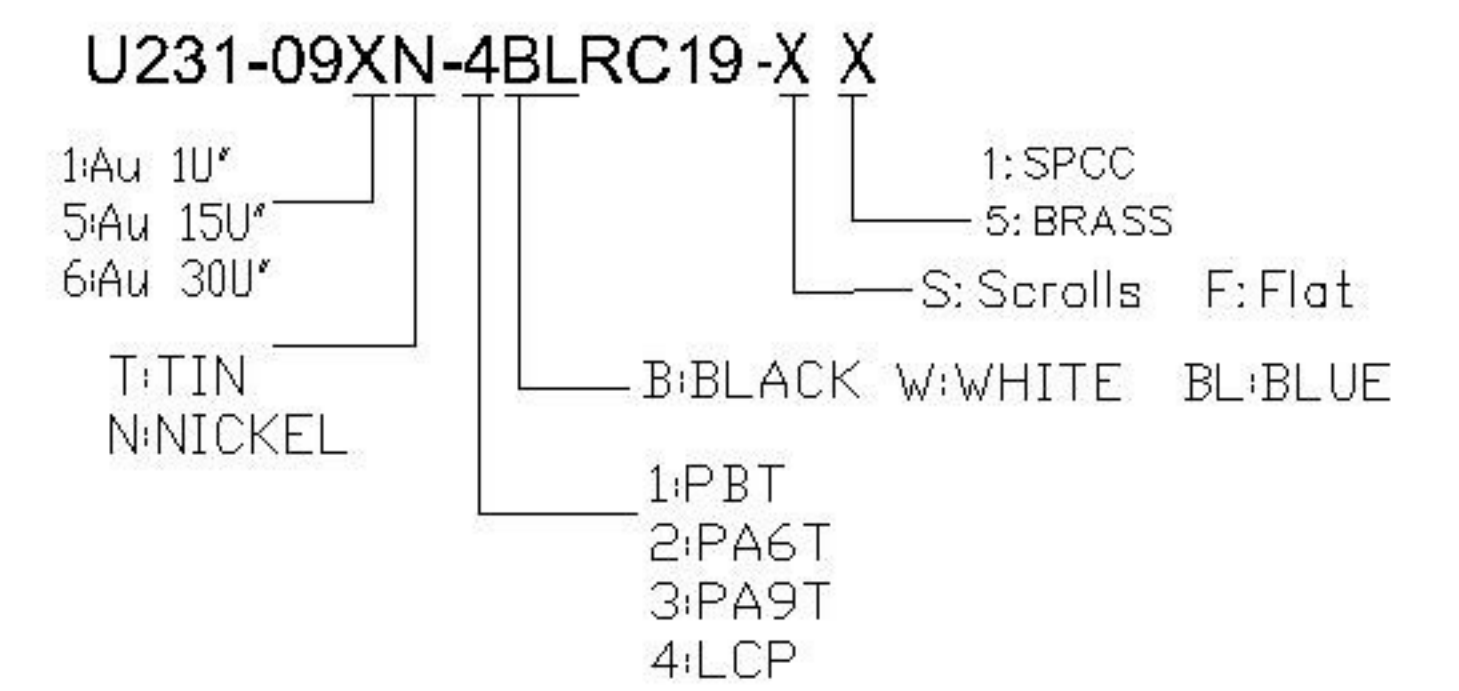 U231-09XN-4BLRC19-X X
1:Au 1U"
5:Au 15U"
6:Au 30U"
1:SPCC
5:BRASS
S:Scrolls F:Flat
T:TIN
N:NICKEL
B:BLACK W:WHITE BL:BLUE
1:PBT
2:PA6T
3:PA9T
4:LCP